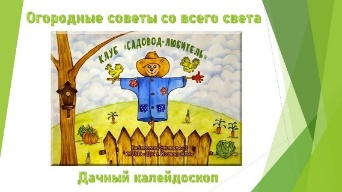 Огородные советы со всего света
КЛУБ «САДОВОД-ЛЮБИТЕЛЬ»
Дачный калейдоскоп